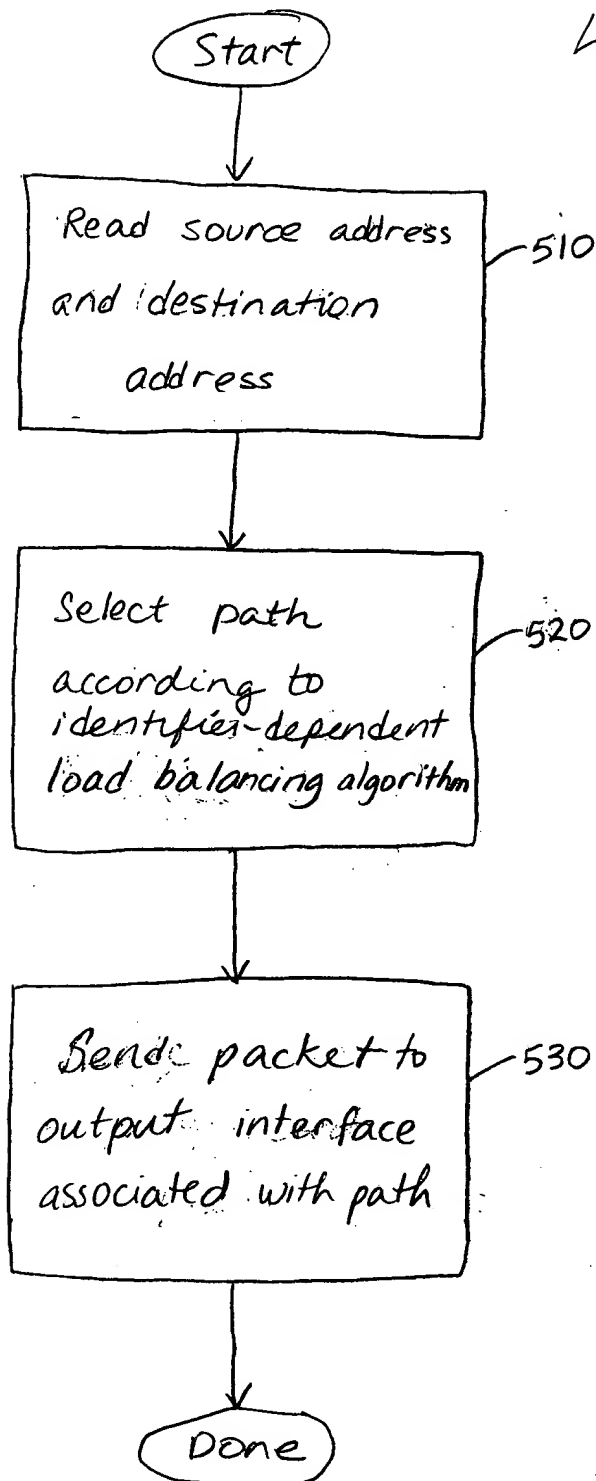 Start
Read source address
and destination
address
510
Select path
according to
identifier-dependent
load balancing algorithm
520
Send packet to
output interface
associated with path
530
Done